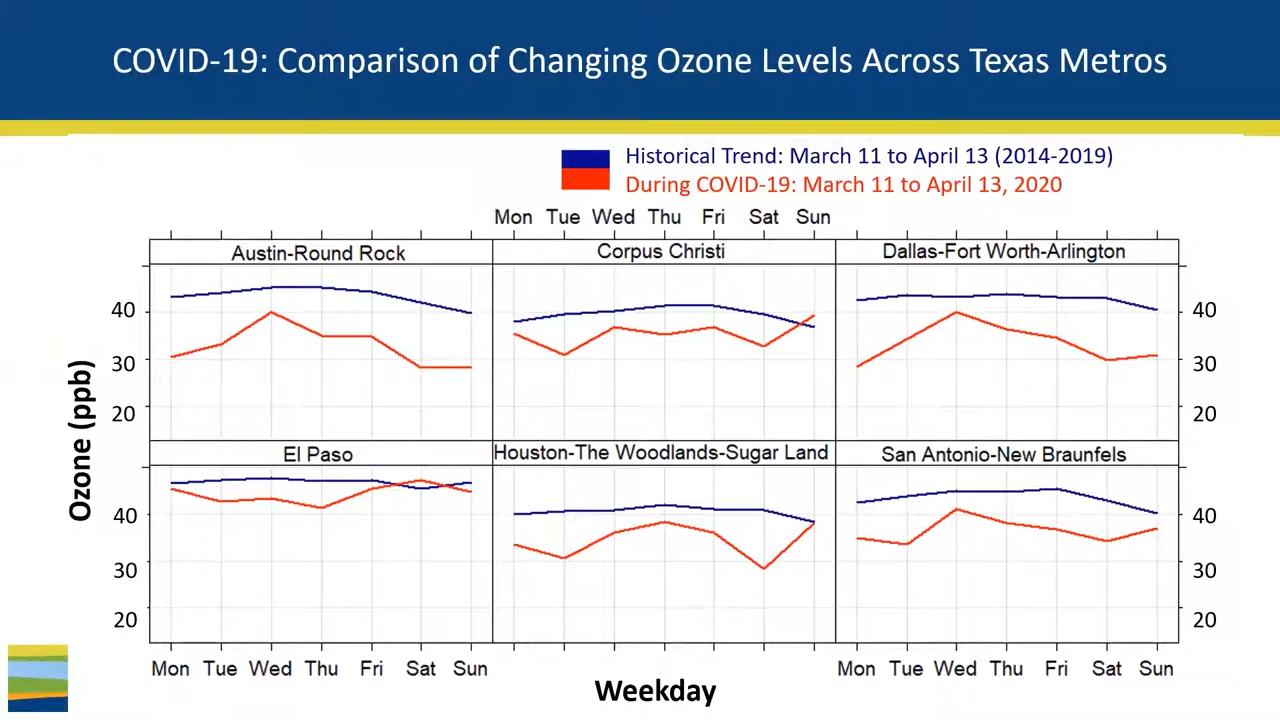 COVID-19: Comparison of Changing Ozone Levels Across Texas Metros
Historical Trend: March 11 to April 13 (2014-2019)
During COVID-19: March 11 to April 13, 2020
Mon Tue Wed Thu Fri Sat Sun
Austin-Round Rock Corpus Christi Dallas-Fort Worth-Arlington
40 40
30 30
20 20
Ozone (ppb)
El Paso Houston-The Woodlands-Sugar Land San Antonio-New Braunfels
40 40
30 30
20 20
Mon Tue Wed Thu Fri Sat Sun Mon Tue Wed Thu Fri Sat Sun
Weekday